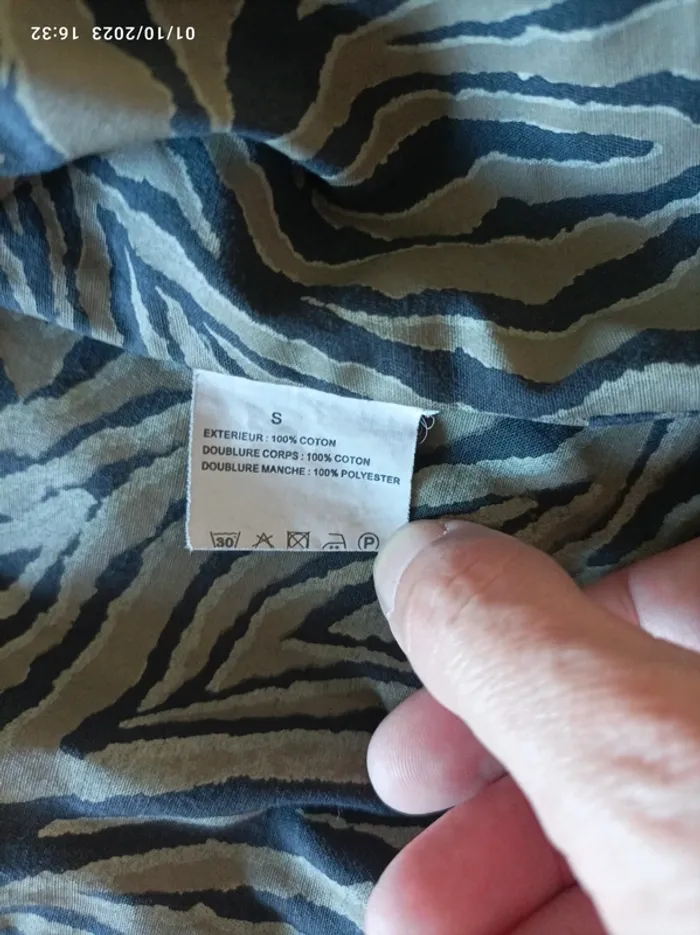 01/10/2023 16:32
S
EXTERIEUR : 100% COTON
DOUBLURE CORPS : 100% COTON
DOUBLURE MANCHE : 100% POLYESTER
30 P